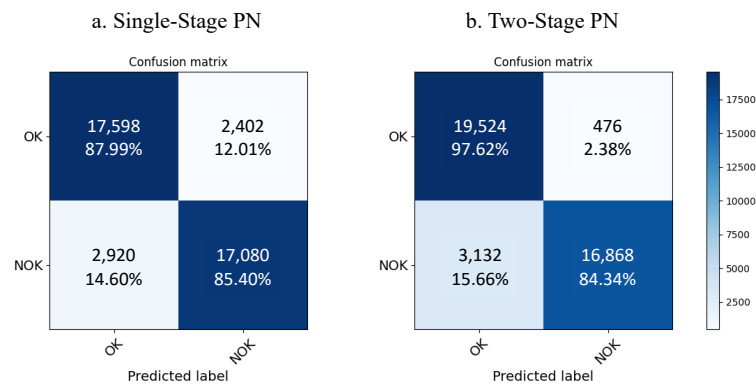 a. Single-Stage PN
b. Two-Stage PN
Confusion matrix
Confusion matrix
OK
17,598
87.99%
2,402
12.01%
NOK
2,920
14.60%
17,080
85.40%
OK
NOK
Predicted label
OK
19,524
97.62%
476
2.38%
NOK
3,132
15.66%
16,868
84.34%
OK
NOK
Predicted label
17500
15000
12500
10000
7500
5000
2500